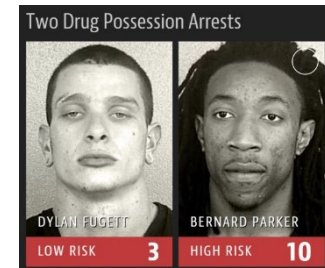 Two Drug Possession Arrests
DYLAN FUGETT
BERNARD PARKER
LOW RISK 3
HIGH RISK 10